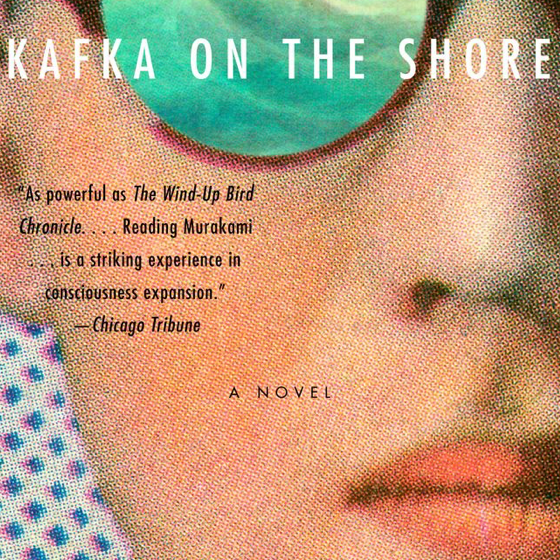 KAFKA ON THE SHORE
“As powerful as The Wind-Up Bird
Chronicle. . . . Reading Murakami
. . . is a striking experience in
consciousness expansion.”
—Chicago Tribune
A NOVEL